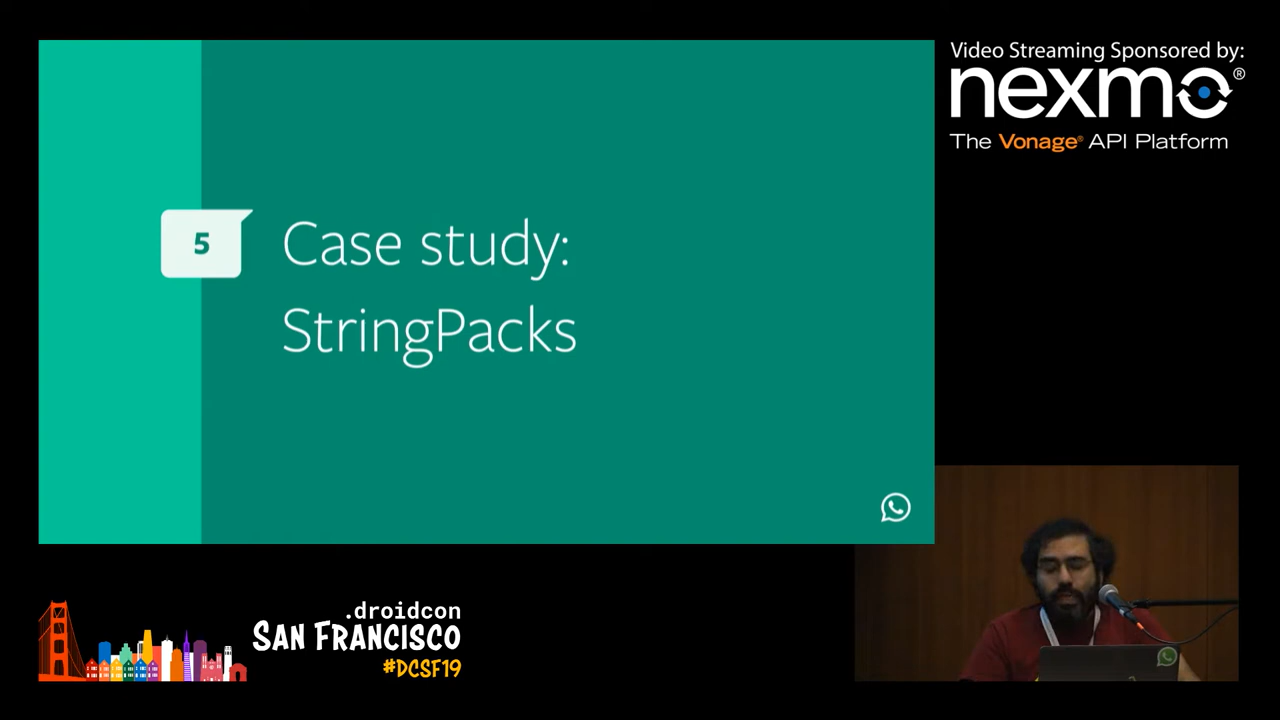 Video Streaming Sponsored by:
nexmo®
The Vonage® API Platform
5
Case study:
StringPacks
.droidcon
SAN FRANCISCO
#DCSF19